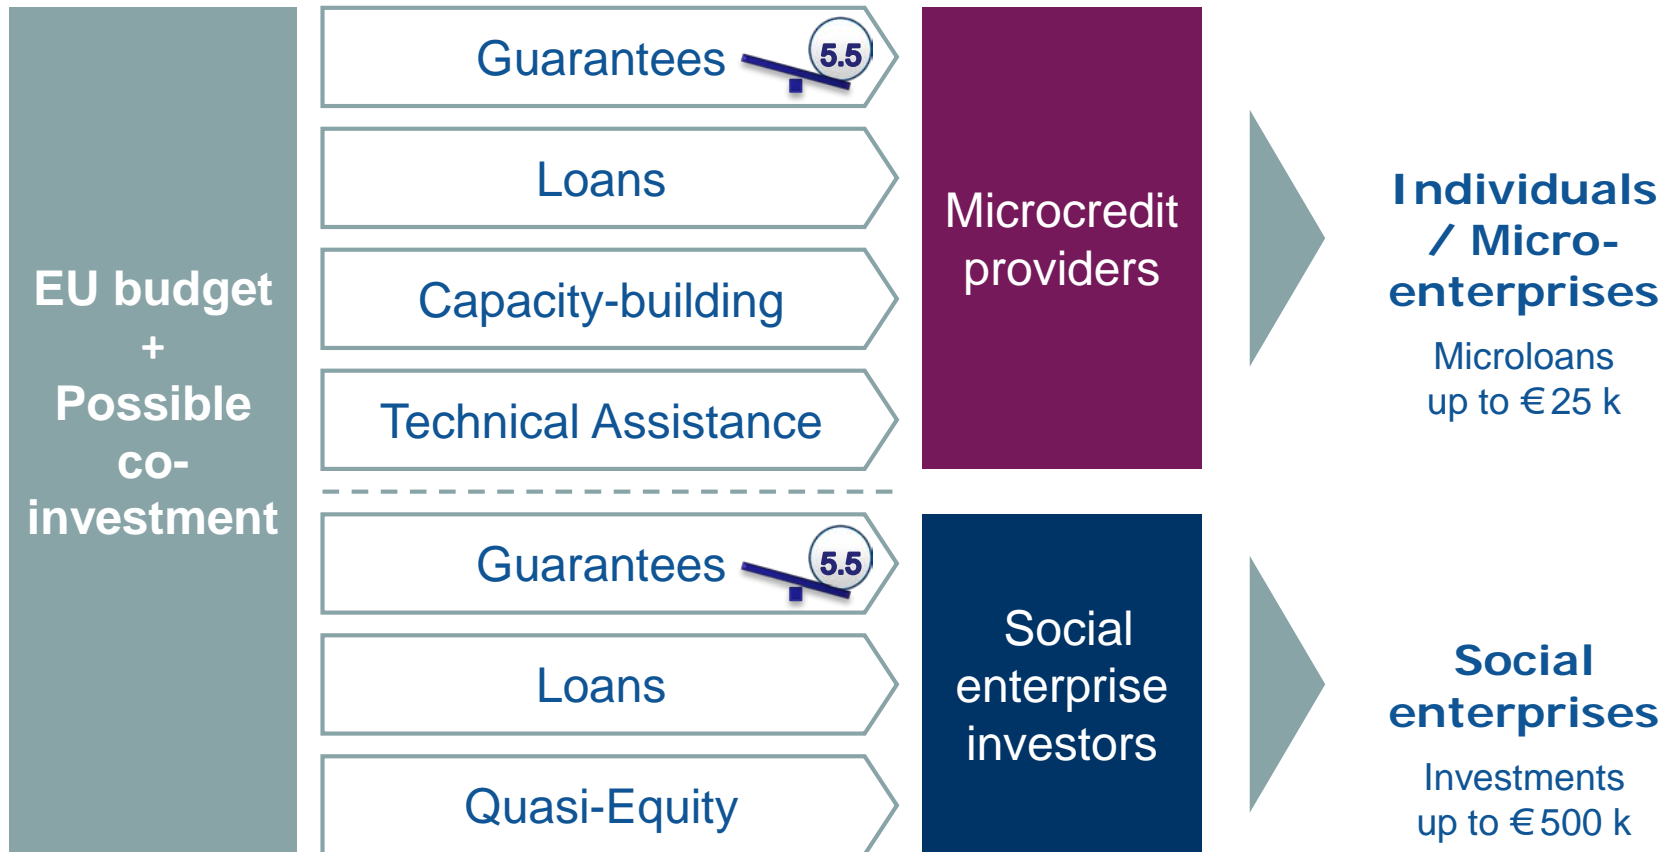 EU budget
+
Possible
co-
investment
Guarantees 5.5
Loans
Capacity-building
Technical Assistance
Microcredit
providers
Individuals
/ Micro-
enterprises
Microloans
up to €25 k
Guarantees 5.5
Loans
Quasi-Equity
Social
enterprise
investors
Social
enterprises
Investments
up to €500 k